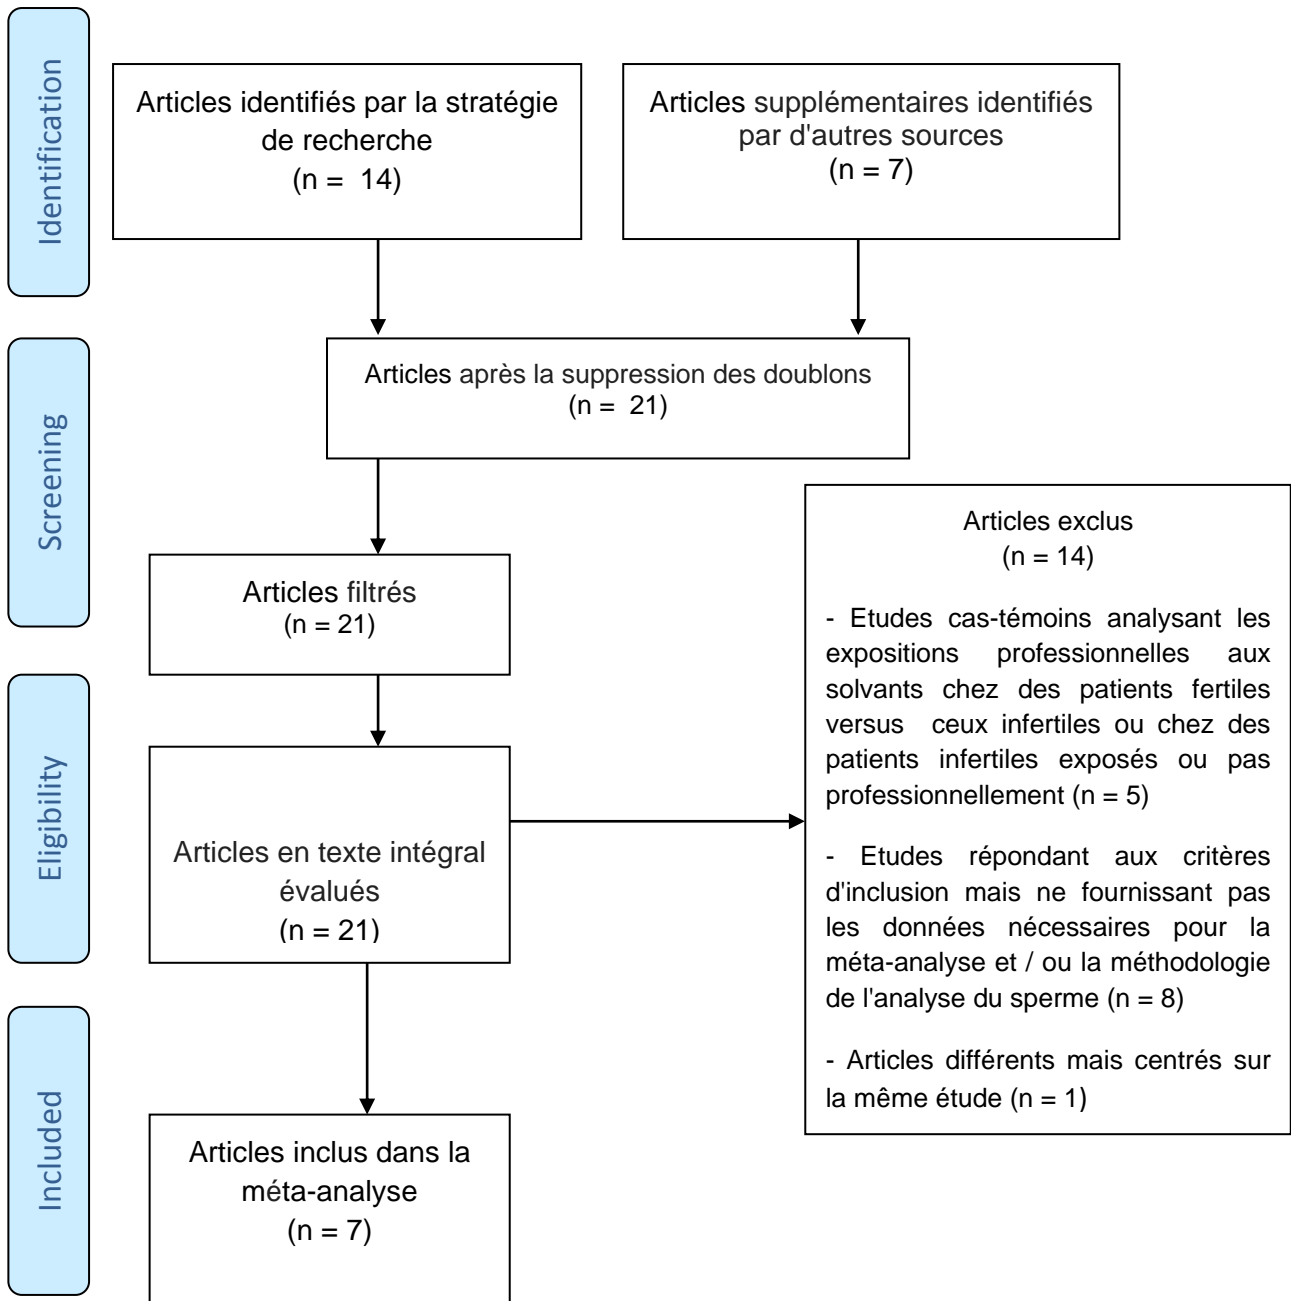 Identification
Articles identifiés par la stratégie
de recherche
(n =  14)
Articles supplémentaires identifiés
par d'autres sources
(n = 7)
Screening
Articles après la suppression des doublons
(n =  21)
Articles filtrés
(n = 21)
Eligibility
Articles en texte intégral
évalués
(n = 21)
Articles exclus
(n = 14)
- Etudes cas-témoins analysant les
expositions professionnelles aux
solvants chez des patients fertiles
versus ceux infertiles ou chez des
patients infertiles exposés ou pas
professionnellement (n = 5)
- Etudes répondant aux critères
d'inclusion mais ne fournissant pas
les données nécessaires pour la
méta-analyse et / ou la méthodologie
de l'analyse du sperme (n = 8)
- Articles différents mais centrés sur
la même étude (n = 1)
Included
Articles inclus dans la
méta-analyse
(n = 7)